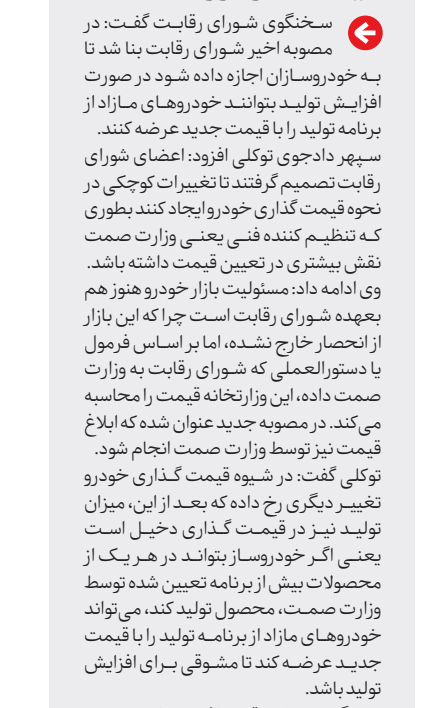 سخنگوی شورای رقابت گفت: در
مصوبه اخیر شورای رقابت بنا شد تا
به خودروسازان اجازه داده شود در صورت
افزایش تولید بتوانند خودروهای مازاد از
برنامه تولید را با قیمت جدید عرضه کنند.
سپهر دادجوی توکلی افزود: اعضای شورای
رقابت تصمیم گرفتند تا تغییرات کوچکی در
نحوه قیمت گذاری خودرو ایجاد کنند بطوری
که تنظیم کننده فنی یعنی وزارت صمت
نقش بیشتری در تعیین قیمت داشته باشد.
وی ادامه داد: مسئولیت بازار خودرو هنوز هم
بعهده شورای رقابت است چرا که این بازار
از انحصار خارج نشده، اما بر اساس فرمول
یا دستورالعملی که شورای رقابت به وزارت
صمت داده، این وزارتخانه قیمت را محاسبه
می‌کند. در مصوبه جدید عنوان شده که ابلاغ
قیمت نیز توسط وزارت صمت انجام شود.
توکلی گفت: در شیوه قیمت گذاری خودرو
تغییر دیگری رخ داده که بعد از این، میزان
تولید نیز در قیمت گذاری دخیل است
یعنی اگر خودروساز بتواند در هر یک از
محصولات بیش از برنامه تعیین شده توسط
وزارت صمت، محصول تولید کند، می‌تواند
خودروهای مازاد از برنامه تولید را با قیمت
جدید عرضه کند تا مشوقی برای افزایش
تولید باشد.